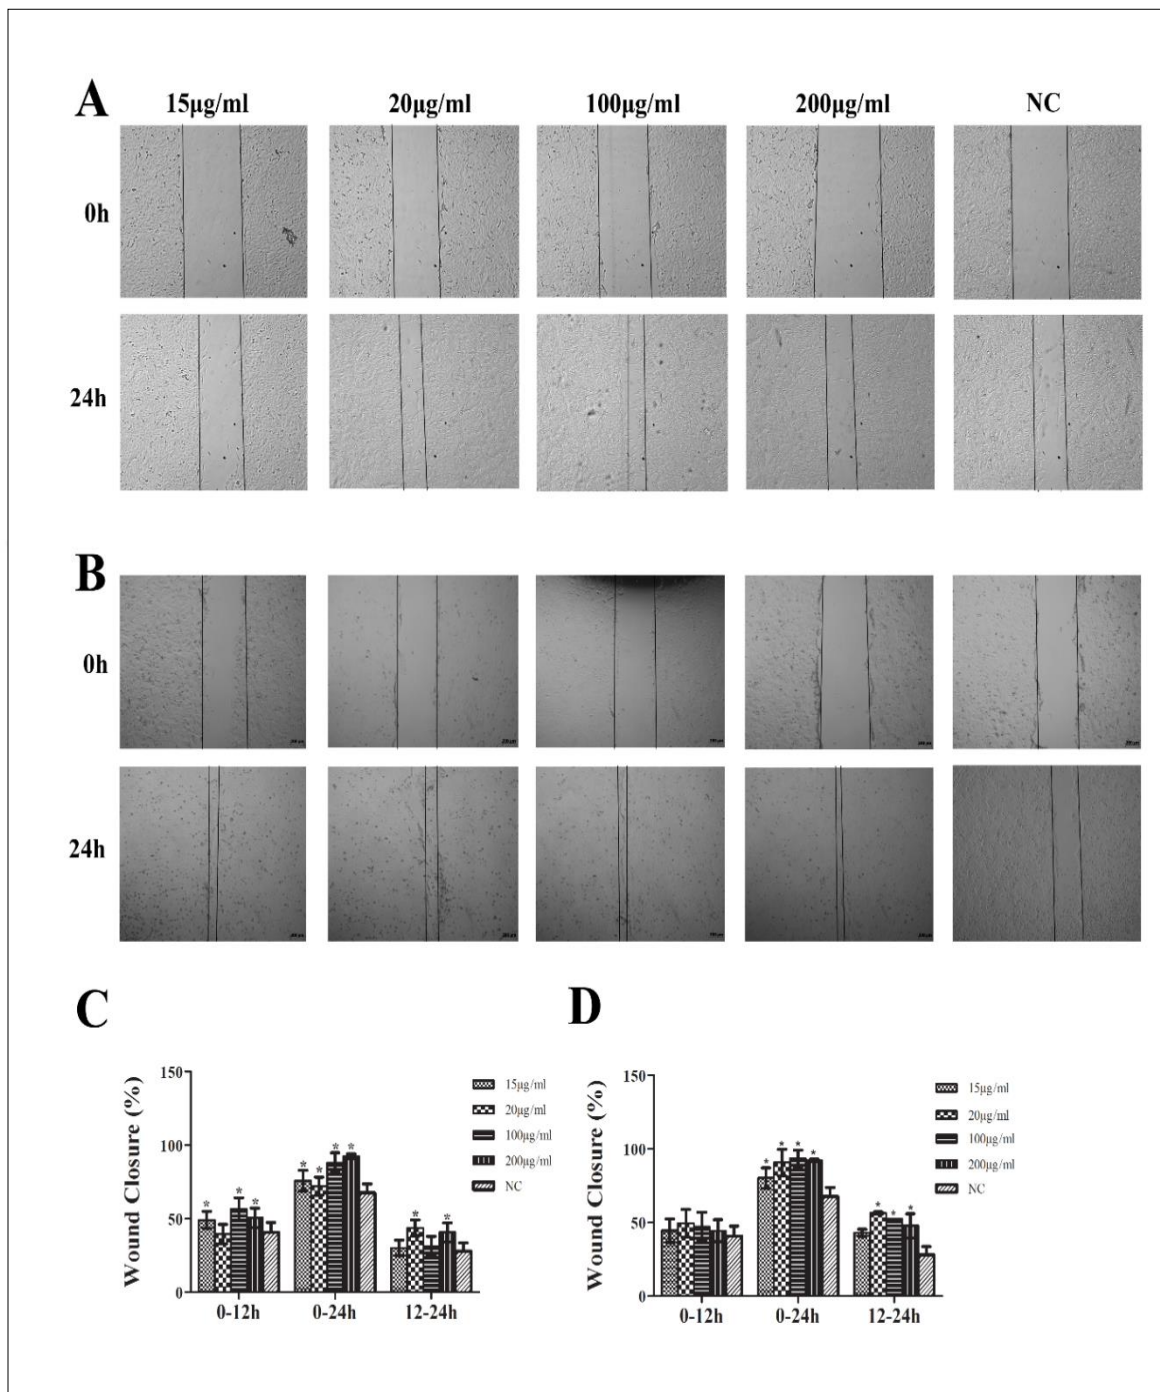 A
15µg/ml 20µg/ml 100µg/ml 200µg/ml NC
0h
24h
B
0h
24h
C
D
Wound Closure (%)
150
100
50
0
* * * * * * * * *
0-12h 0-24h 12-24h
15µg/ml
20µg/ml
100µg/ml
200µg/ml
NC
Wound Closure (%)
150
100
50
0
* * * * * * *
0-12h 0-24h 12-24h
15µg/ml
20µg/ml
100µg/ml
200µg/ml
NC